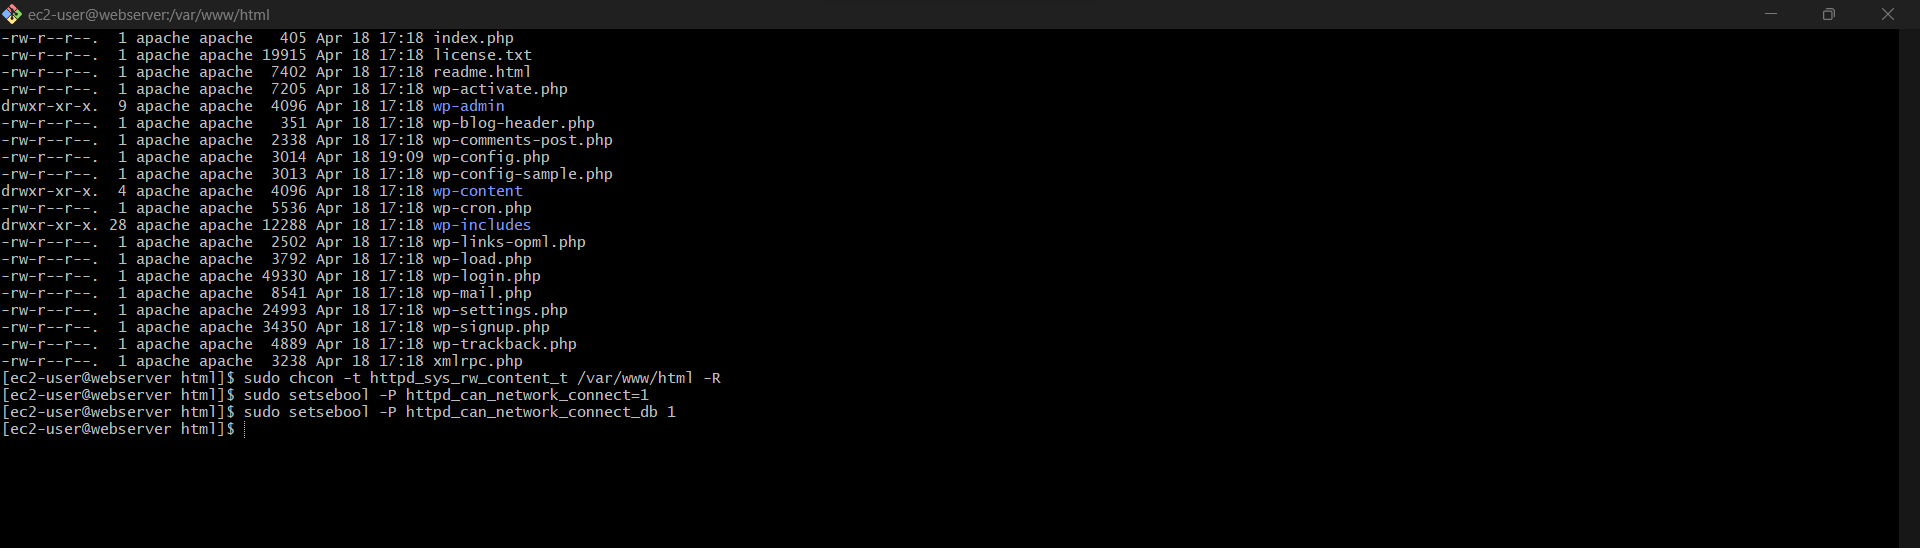 ec2-user@webserver:/var/www/html
-rw-r--r--.  1 apache apache   405 Apr 18 17:18 index.php
-rw-r--r--.  1 apache apache 19915 Apr 18 17:18 license.txt
-rw-r--r--.  1 apache apache  7402 Apr 18 17:18 readme.html
-rw-r--r--.  1 apache apache  7205 Apr 18 17:18 wp-activate.php
drwxr-xr-x.  9 apache apache  4096 Apr 18 17:18 wp-admin
-rw-r--r--.  1 apache apache   351 Apr 18 17:18 wp-blog-header.php
-rw-r--r--.  1 apache apache  2338 Apr 18 17:18 wp-comments-post.php
-rw-r--r--.  1 apache apache  3014 Apr 18 19:09 wp-config.php
-rw-r--r--.  1 apache apache  3013 Apr 18 17:18 wp-config-sample.php
drwxr-xr-x.  4 apache apache  4096 Apr 18 17:18 wp-content
-rw-r--r--.  1 apache apache  5536 Apr 18 17:18 wp-cron.php
drwxr-xr-x. 28 apache apache 12288 Apr 18 17:18 wp-includes
-rw-r--r--.  1 apache apache  2502 Apr 18 17:18 wp-links-opml.php
-rw-r--r--.  1 apache apache  3792 Apr 18 17:18 wp-load.php
-rw-r--r--.  1 apache apache 49330 Apr 18 17:18 wp-login.php
-rw-r--r--.  1 apache apache  8541 Apr 18 17:18 wp-mail.php
-rw-r--r--.  1 apache apache 24993 Apr 18 17:18 wp-settings.php
-rw-r--r--.  1 apache apache 34350 Apr 18 17:18 wp-signup.php
-rw-r--r--.  1 apache apache  4889 Apr 18 17:18 wp-trackback.php
-rw-r--r--.  1 apache apache  3238 Apr 18 17:18 xmlrpc.php
[ec2-user@webserver html]$ sudo chcon -t httpd_sys_rw_content_t /var/www/html -R
[ec2-user@webserver html]$ sudo setsebool -P httpd_can_network_connect=1
[ec2-user@webserver html]$ sudo setsebool -P httpd_can_network_connect_db 1
[ec2-user@webserver html]$